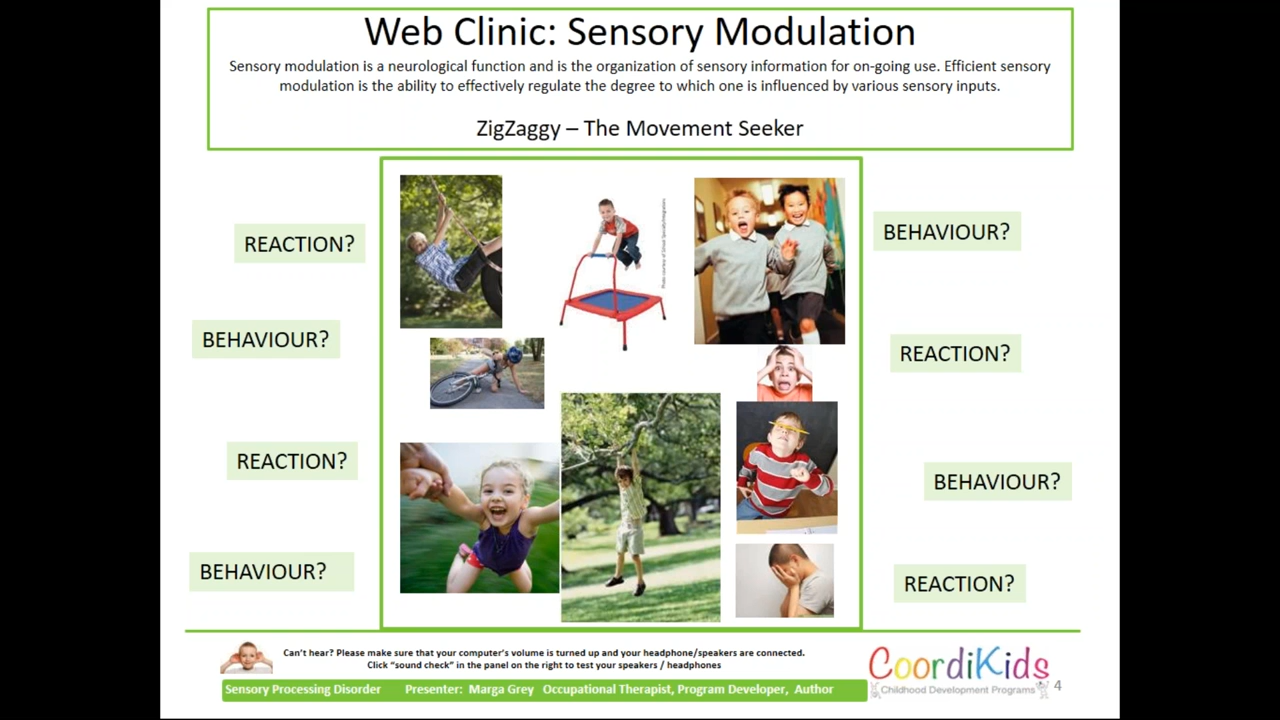 Web Clinic: Sensory Modulation
Sensory modulation is a neurological function and is the organization of sensory information for on-going use. Efficient sensory
modulation is the ability to effectively regulate the degree to which one is influenced by various sensory inputs.
ZigZaggy – The Movement Seeker
REACTION?
BEHAVIOUR?
REACTION?
BEHAVIOUR?
BEHAVIOUR?
REACTION?
BEHAVIOUR?
REACTION?
Can't hear? Please make sure that your computer's volume is turned up and your headphone/speakers are connected.
Click "sound check" in the panel on the right to test your speakers / headphones
Sensory Processing Disorder Presenter: Marga Grey Occupational Therapist, Program Developer, Author
CoordiKids
Childhood Development Programs
4